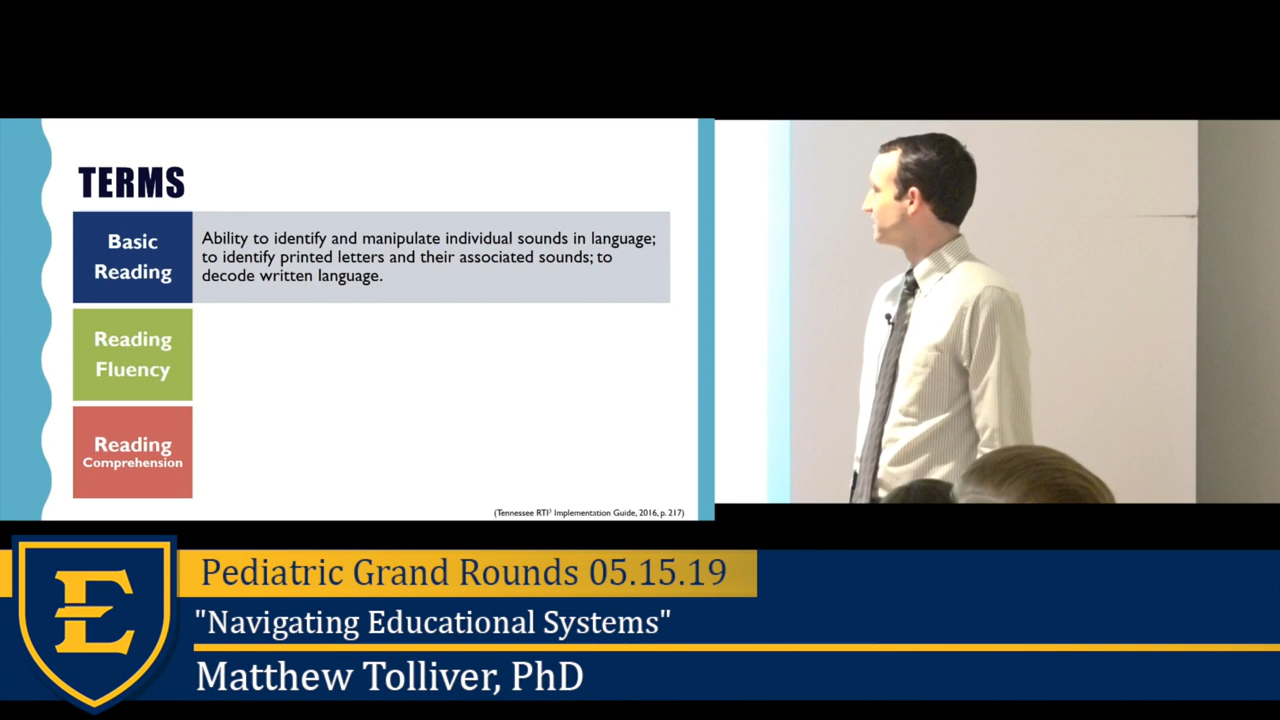 TERMS
Basic
Reading
Ability to identify and manipulate individual sounds in language;
to identify printed letters and their associated sounds; to
decode written language.
Reading
Fluency
Reading
Comprehension
(Tennessee RTI² Implementation Guide, 2016, p. 217)
E
Pediatric Grand Rounds 05.15.19
"Navigating Educational Systems"
Matthew Tolliver, PhD